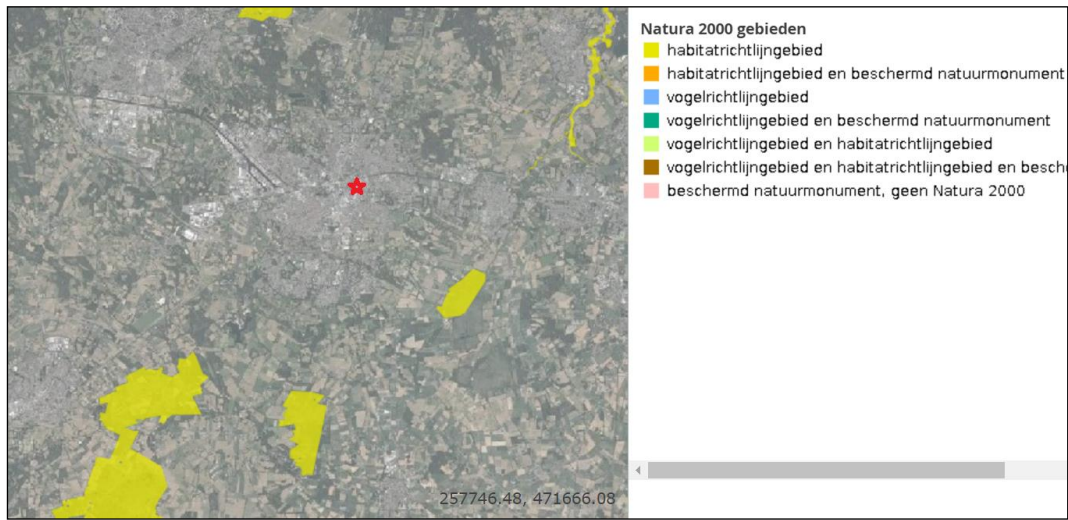 Natura 2000 gebieden
habitatrichtlijngebied
habitatrichtlijngebied en beschermd natuurmonument
vogelrichtlijngebied
vogelrichtlijngebied en beschermd natuurmonument
vogelrichtlijngebied en habitatrichtlijngebied
vogelrichtlijngebied en habitatrichtlijngebied en besch
beschermd natuurmonument, geen Natura 2000
257746.48, 471666.08